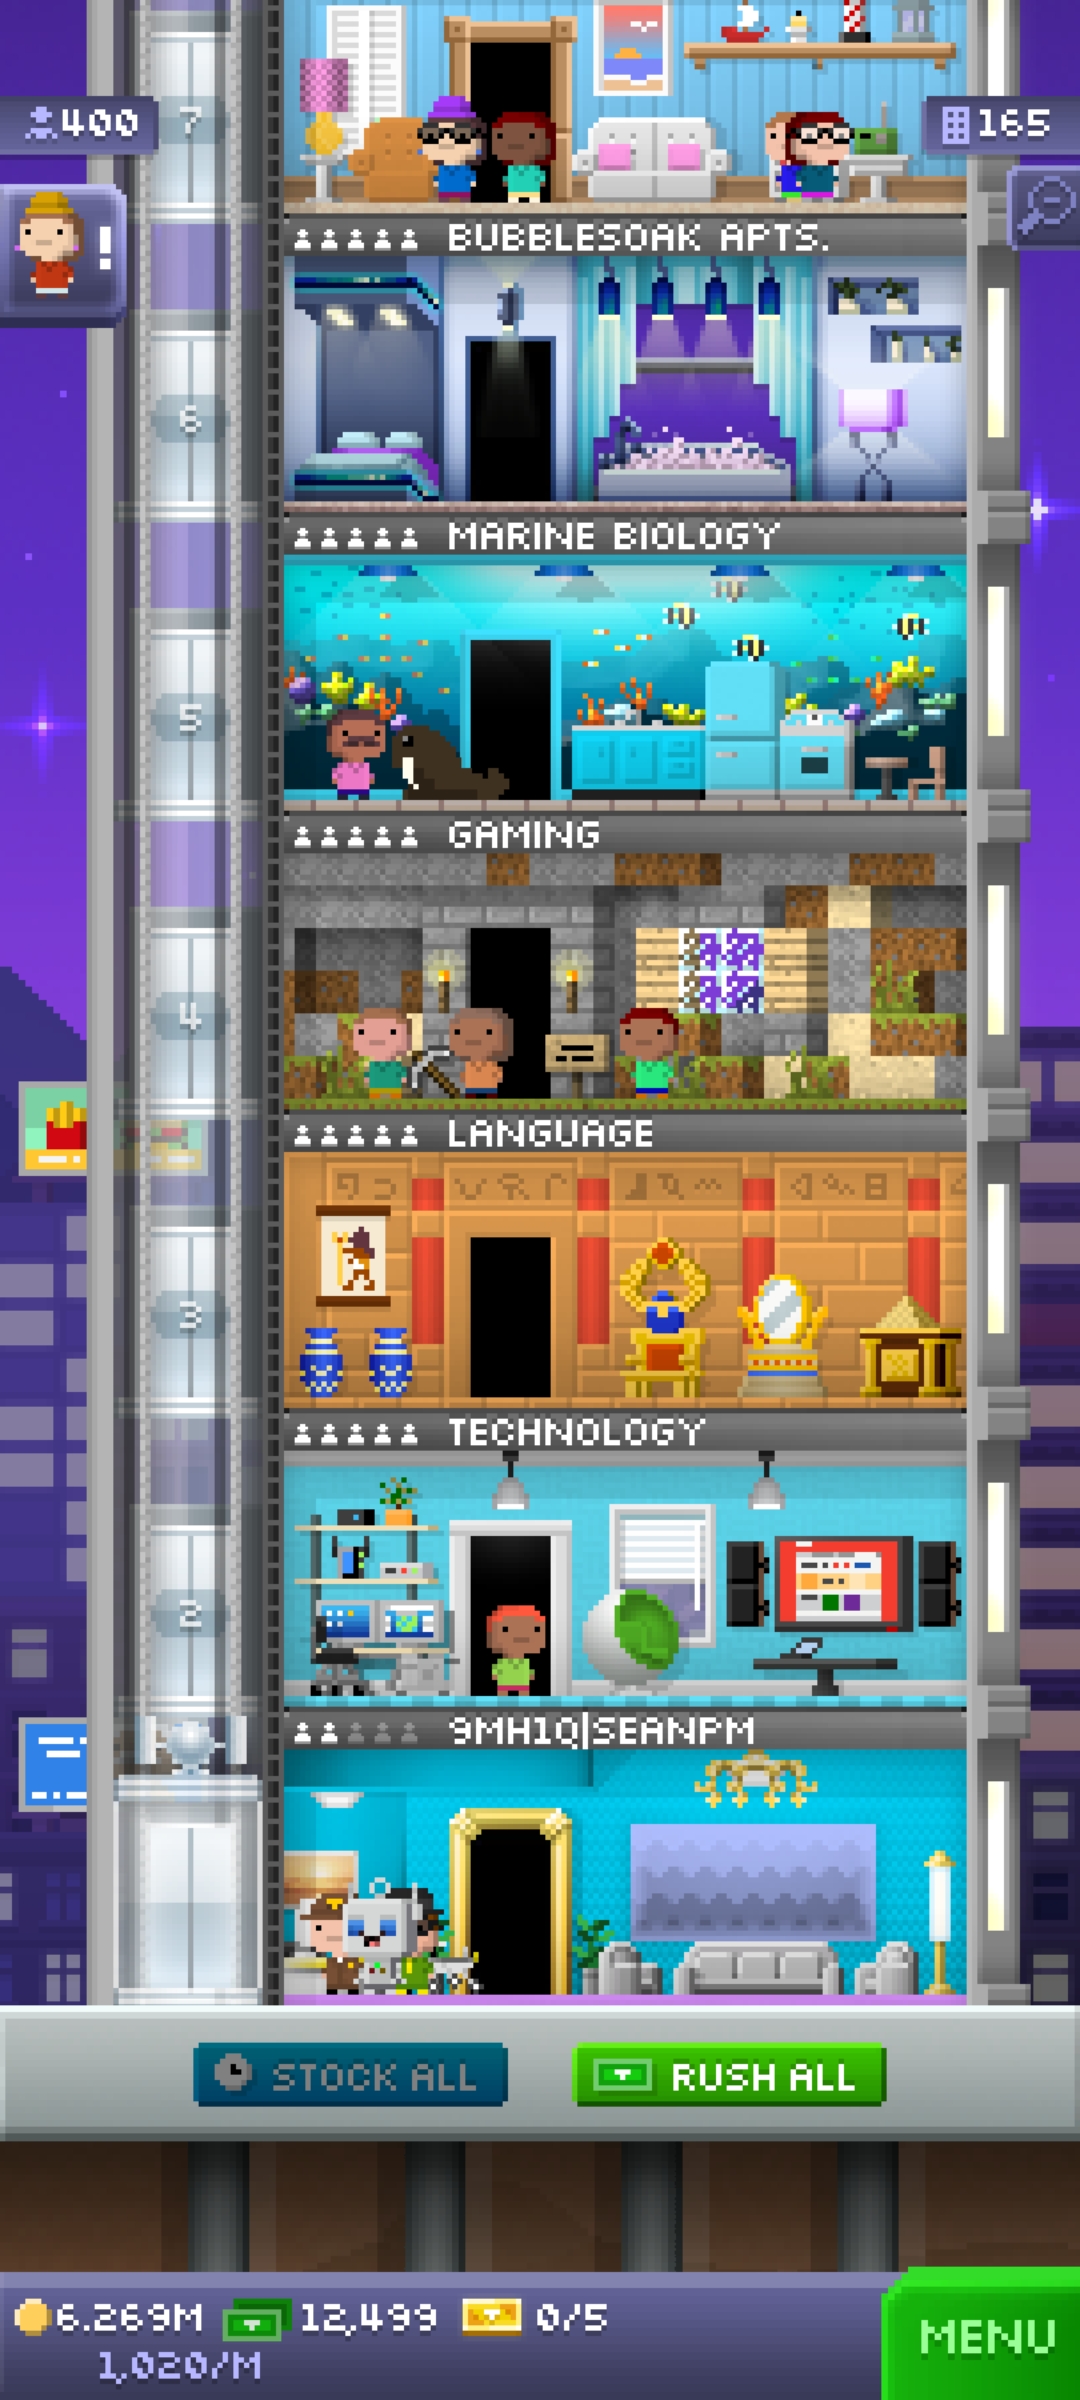 400
7
165
!
BUBBLESOAK APTS.
6
MARINE BIOLOGY
5
GAMING
4
LANGUAGE
3
TECHNOLOGY
2
9MH1Q|SEANPM
STOCK ALL
RUSH ALL
6.269M
12,499
0/5
MENU
1,020/M